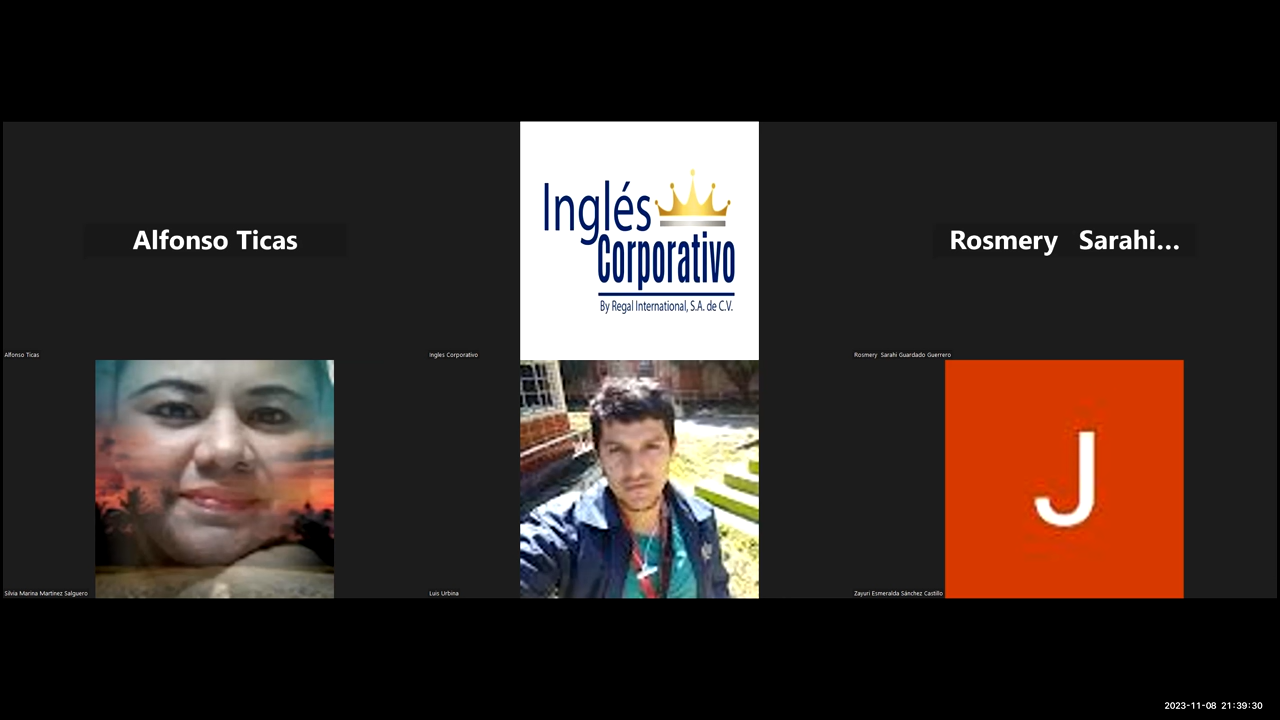 Alfonso Ticas
Alfonso Ticas
Inglés
Corporativo
By Regal International, S.A. de C.V.
Ingles Corporativo
Rosmery Sarahi...
Rosmery Sarahi Guardado Guerrero
Silvia Marina Martinez Salguero
Luis Urbina
J
Zayuri Esmeralda Sánchez Castillo
2023-11-08 21:39:30